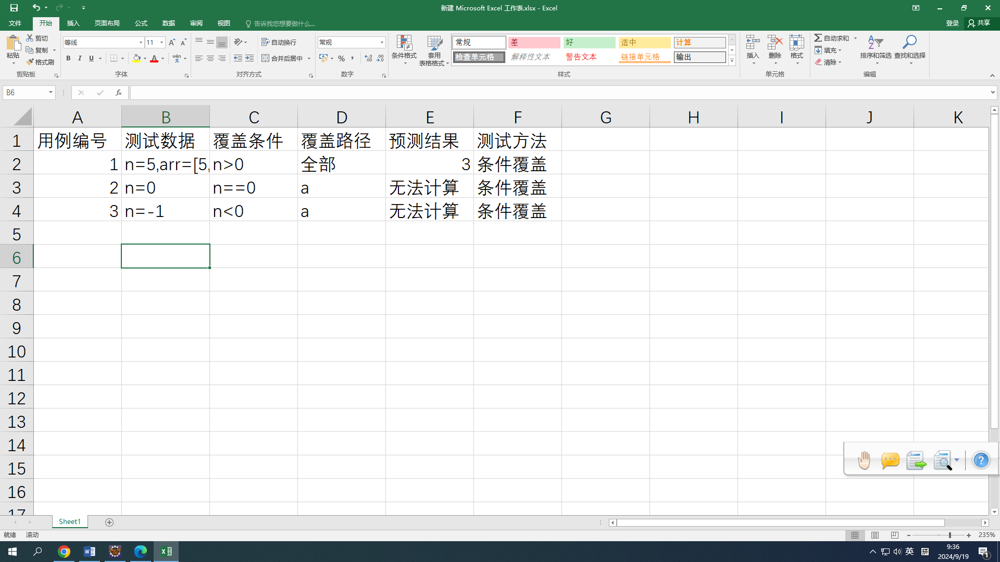 新建 Microsoft Excel 工作表.xlsx - Excel
文件 开始 插入 页面布局 公式 数据 审阅 视图 告诉我您想要做什么... 登录 共享
粘贴 剪切 复制 格式刷 剪贴板
等线 11 B I U 字体
自动换行 合并后居中 对齐方式
常规 % 数字
条件格式 套用 表格格式
常规 差 好 适中 计算
检查单元格 解释性文本 警告文本 链接单元格 输出
样式
插入 删除 格式 单元格
自动求和 填充 清除 排序和筛选 查找和选择 编辑
B6 fx
A B C D E F G H I J K
1 用例编号 测试数据 覆盖条件 覆盖路径 预测结果 测试方法
2 1 n=5,arr=[5, n>0 全部 3 条件覆盖
3 2 n=0 n==0 a 无法计算 条件覆盖
4 3 n=-1 n<0 a 无法计算 条件覆盖
5
6
7
8
9
10
11
12
13
14
15
16
17
Sheet1
就绪 滚动 235%
英 9:36
2024/9/19 1